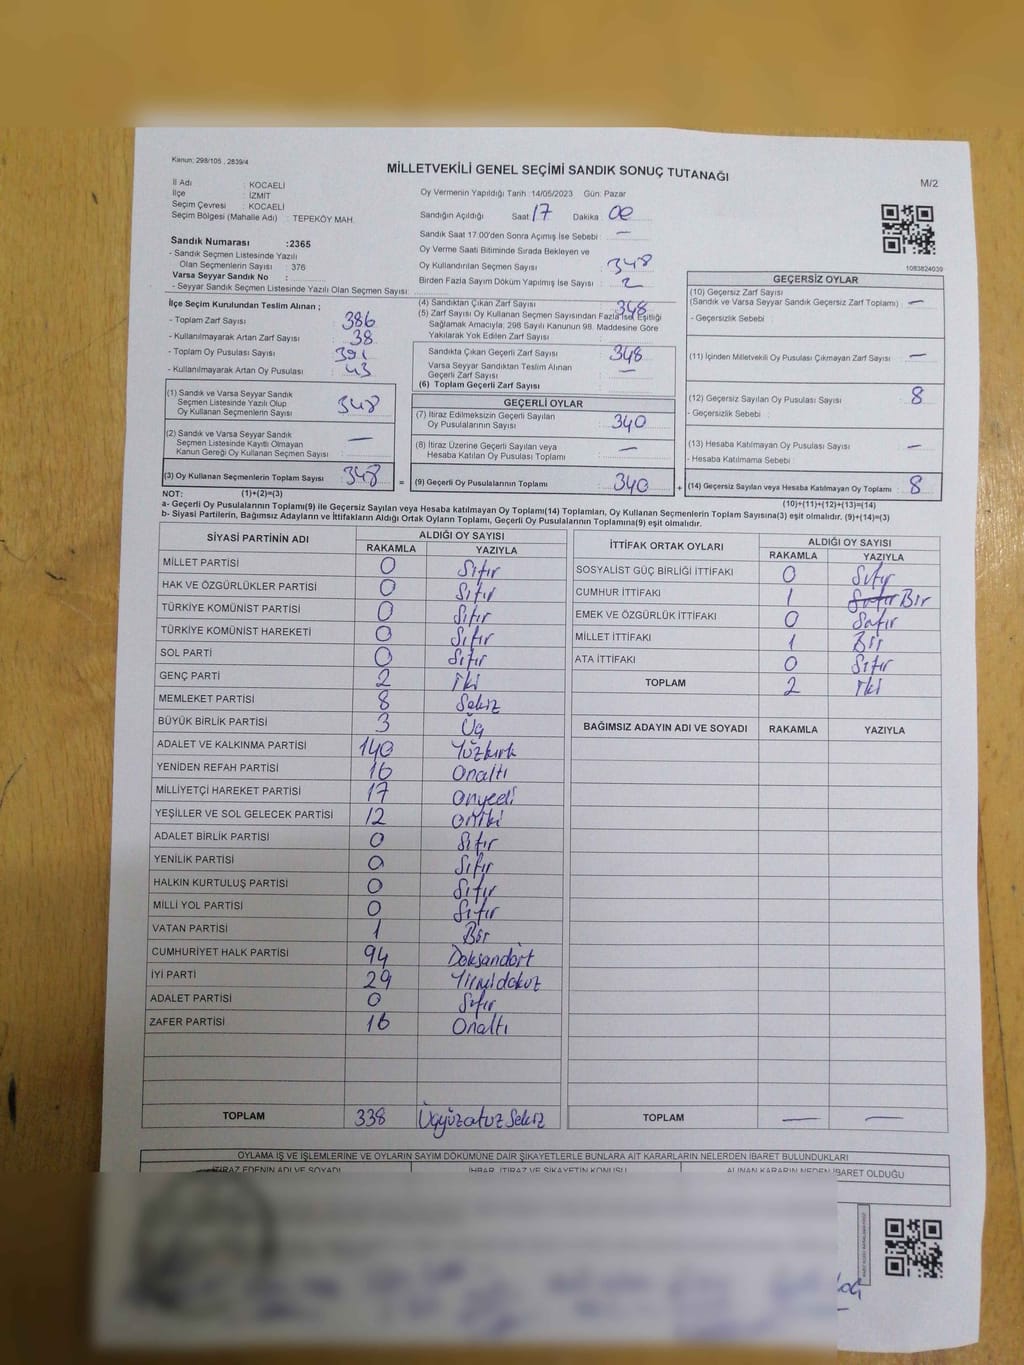 Kanun: 298/105 , 2839/4
MİLLETVEKİLİ GENEL SEÇİMİ SANDIK SONUÇ TUTANAĞI
M/2
İl Adı : KOCAELİ
İlçe : İZMİT
Seçim Çevresi : KOCAELİ
Seçim Bölgesi (Mahalle Adı) : TEPEKÖY MAH.
Sandık Numarası :2365
- Sandık Seçmen Listesinde Yazılı
Olan Seçmenlerin Sayısı : 376
Varsa Seyyar Sandık No :
- Seyyar Sandık Seçmen Listesinde Yazılı Olan Seçmen Sayısı:
Oy Vermenin Yapıldığı Tarih : 14/05/2023 Gün: Pazar
Sandığın Açıldığı Saat 17 Dakika 00
Sandık Saat 17:00'den Sonra Açımış İse Sebebi : —
Oy Verme Saati Bitiminde Sırada Bekleyen ve
Oy Kullandırılan Seçmen Sayısı : 348
Birden Fazla Sayım Döküm Yapılmış İse Sayısı : 2
1083824039
İlçe Seçim Kurulundan Teslim Alınan ;
- Toplam Zarf Sayısı : 386
- Kullanılmayarak Artan Zarf Sayısı : 38
- Toplam Oy Pusulası Sayısı : 391
- Kullanılmayarak Artan Oy Pusulası : 43
(1) Sandık ve Varsa Seyyar Sandık
Seçmen Listesinde Yazılı Olup
Oy Kullanan Seçmenlerin Sayısı : 348
(2) Sandık ve Varsa Seyyar Sandık
Seçmen Listesinde Kayıtlı Olmayan
Kanun Gereği Oy Kullanan Seçmen Sayısı : —
(3) Oy Kullanan Seçmenlerin Toplam Sayısı : 348
=
(4) Sandıktan Çıkan Zarf Sayısı : 348
(5) Zarf Sayısı Oy Kullanan Seçmen Sayısından Fazla İse, Eşitliği
Sağlamak Amacıyla; 298 Sayılı Kanunun 98. Maddesine Göre
Yakılarak Yok Edilen Zarf Sayısı :
Sandıkta Çıkan Geçerli Zarf Sayısı : 348
Varsa Seyyar Sandıktan Teslim Alınan
Geçerli Zarf Sayısı : —
(6) Toplam Geçerli Zarf Sayısı :
GEÇERLİ OYLAR
(7) İtiraz Edilmeksizin Geçerli Sayılan
Oy Pusulalarının Sayısı : 340
(8) İtiraz Üzerine Geçerli Sayılan veya
Hesaba Katılan Oy Pusulası Toplamı : —
(9) Geçerli Oy Pusulalarının Toplamı : 340
+
GEÇERSİZ OYLAR
(10) Geçersiz Zarf Sayısı
(Sandık ve Varsa Seyyar Sandık Geçersiz Zarf Toplamı) : —
- Geçersizlik Sebebi :
(11) İçinden Milletvekili Oy Pusulası Çıkmayan Zarf Sayısı : —
(12) Geçersiz Sayılan Oy Pusulası Sayısı : 8
- Geçersizlik Sebebi :
(13) Hesaba Katılmayan Oy Pusulası Sayısı : —
- Hesaba Katılmama Sebebi :
(14) Geçersiz Sayılan veya Hesaba Katılmayan Oy Toplamı : 8
NOT: (1)+(2)=(3) (10)+(11)+(12)+(13)=(14)
a- Geçerli Oy Pusulalarının Toplamı(9) ile Geçersiz Sayılan veya Hesaba katılmayan Oy Pusulalarının Toplamı(14) Toplamları, Oy Kullanan Seçmenlerin Toplam Sayısına(3) eşit olmalıdır. (9)+(14)=(3)
b- Siyasi Partilerin, Bağımsız Adayların ve İttifakların Aldığı Ortak Oyların Toplamı, Geçerli Oy Pusulalarının Toplamına(9) eşit olmalıdır.
SİYASİ PARTİNİN ADI ALDIĞI OY SAYISI
RAKAMLA YAZIYLA
MİLLET PARTİSİ 0 Sıfır
HAK VE ÖZGÜRLÜKLER PARTİSİ 0 Sıfır
TÜRKİYE KOMÜNİST PARTİSİ 0 Sıfır
TÜRKİYE KOMÜNİST HAREKETİ 0 Sıfır
SOL PARTİ 0 Sıfır
GENÇ PARTİ 2 İki
MEMLEKET PARTİSİ 8 Sekiz
BÜYÜK BİRLİK PARTİSİ 3 Üç
ADALET VE KALKINMA PARTİSİ 140 Yüzkırk
YENİDEN REFAH PARTİSİ 16 Onaltı
MİLLİYETÇİ HAREKET PARTİSİ 17 Onyedi
YEŞİLLER VE SOL GELECEK PARTİSİ 12 Oniki
ADALET BİRLİK PARTİSİ 0 Sıfır
YENİLİK PARTİSİ 0 Sıfır
HALKIN KURTULUŞ PARTİSİ 0 Sıfır
MİLLİ YOL PARTİSİ 0 Sıfır
VATAN PARTİSİ 1 Bir
CUMHURİYET HALK PARTİSİ 94 Doksandört
İYİ PARTİ 29 Yirmidokuz
ADALET PARTİSİ 0 Sıfır
ZAFER PARTİSİ 16 Onaltı
TOPLAM 338 Üçyüzotuz Sekiz
İTTİFAK ORTAK OYLARI ALDIĞI OY SAYISI
RAKAMLA YAZIYLA
SOSYALİST GÜÇ BİRLİĞİ İTTİFAKI 0 Sıfır
CUMHUR İTTİFAKI 1 Sıfır Bir
EMEK VE ÖZGÜRLÜK İTTİFAKI 0 Sıfır
MİLLET İTTİFAKI 1 Bir
ATA İTTİFAKI 0 Sıfır
TOPLAM 2 İki
BAĞIMSIZ ADAYIN ADI VE SOYADI RAKAMLA YAZIYLA
TOPLAM — —
OYLAMA İŞ VE İŞLEMLERİNE VE OYLARIN SAYIM DÖKÜMÜNE DAİR ŞİKAYETLERLE BUNLARA AİT KARARLARIN NELERDEN İBARET BULUNDUKLARI
İTİRAZ EDENİN ADI VE SOYADI İHBAR, İTİRAZ VE ŞİKAYETİN KONUSU ALINAN KARARIN NEDEN İBARET OLDUĞU